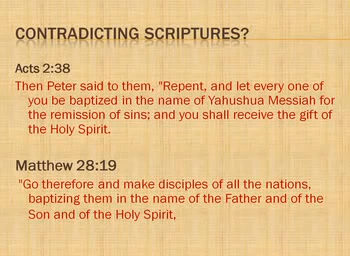 CONTRADICTING SCRIPTURES?
Acts 2:38
Then Peter said to them, "Repent, and let every one of
you be baptized in the name of Yahushua Messiah for
the remission of sins; and you shall receive the gift of
the Holy Spirit.
Matthew 28:19
"Go therefore and make disciples of all the nations,
baptizing them in the name of the Father and of the
Son and of the Holy Spirit,